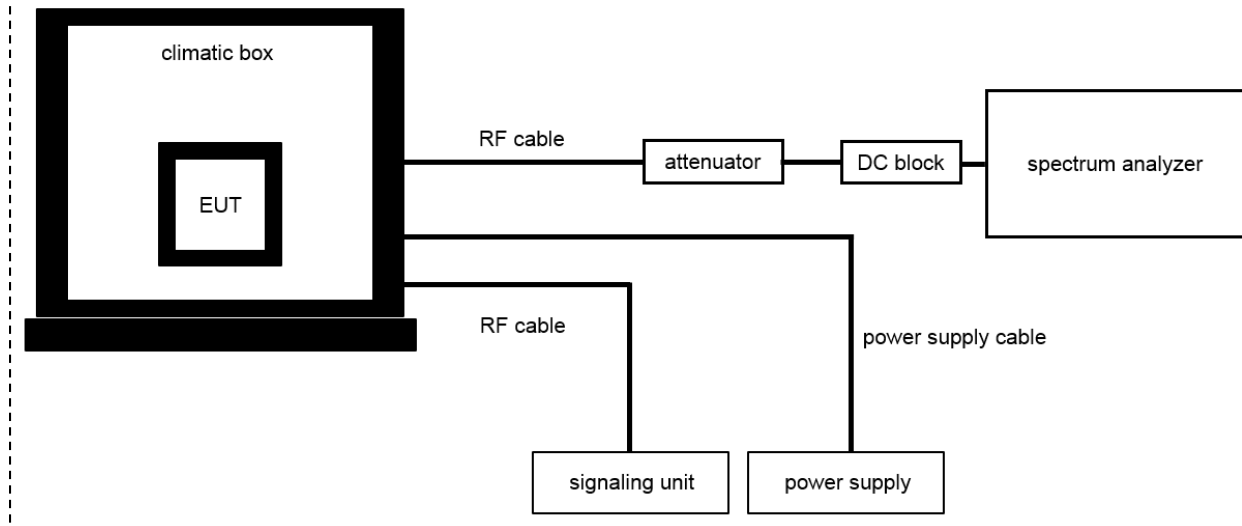 climatic box
RF cable
attenuator
DC block
spectrum analyzer
EUT
RF cable
power supply cable
signaling unit
power supply